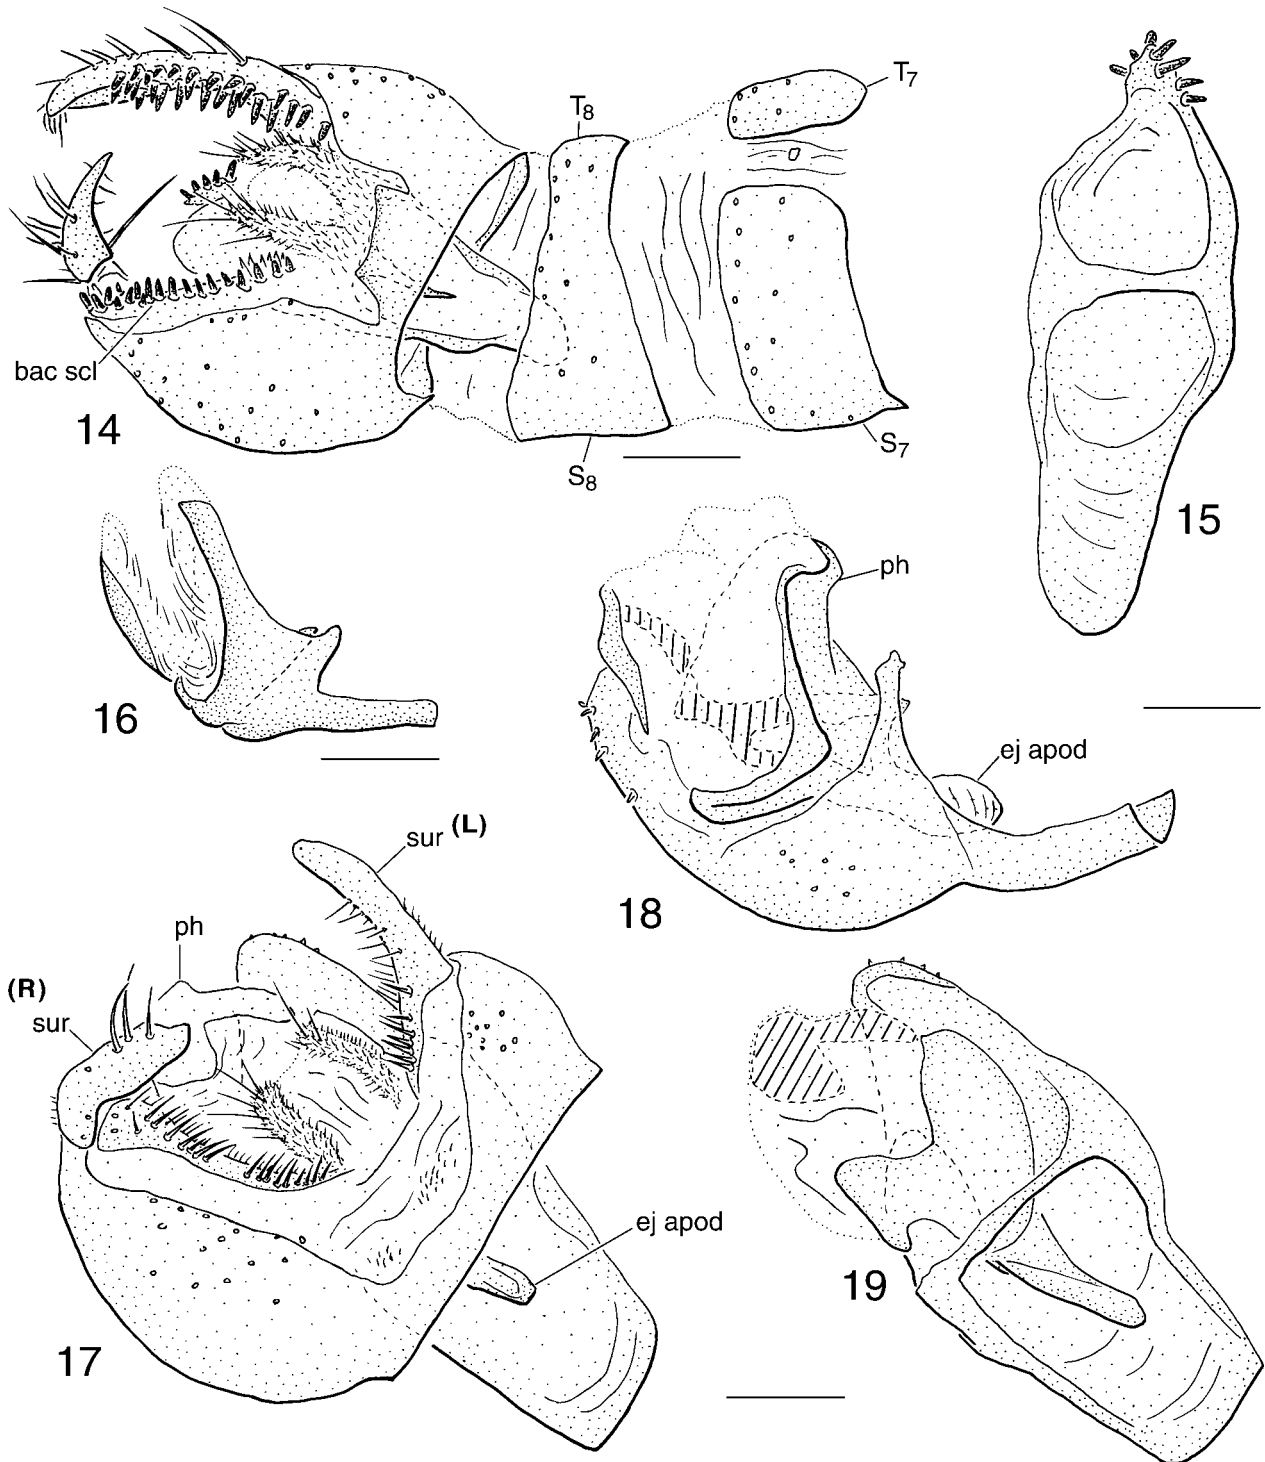 T7
T8
bac scl
14
S7
S8
15
16
ph
ej apod
18
sur (L)
ph
(R)
sur
ej apod
19
17